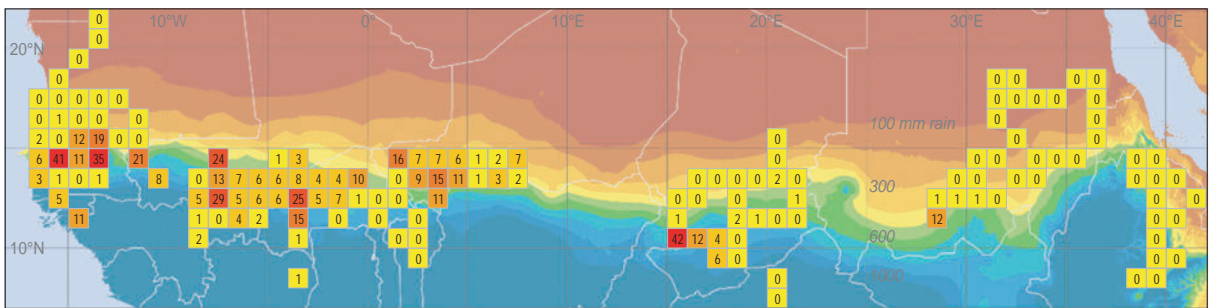 0 10°W 0° 10°E 20°E 30°E 40°E
0
20°N
0
0 0 0 0 0
0 0 0 0 0 0 0 0 0 0
0 1 0 0 0 100 mm rain 0 0
2 0 12 19 0 0 0 0 0
6 41 11 35 21 24 1 3 16 7 7 6 1 2 7 0 0 0 0 0 0 0 0
3 1 0 1 8 0 13 7 6 6 8 4 4 10 0 9 15 11 1 3 2 0 0 0 0 2 0 300 0 0 0 0 0 0 0
5 5 29 5 6 6 25 5 7 1 0 0 11 0 0 1 1 1 1 0 0 0 0
11 1 0 4 2 15 0 0 0 1 2 1 0 0 12 0 0
10°N 2 1 0 0 42 12 4 0 600 0
0 6 0 0 0
1 0 1000 0 0
0